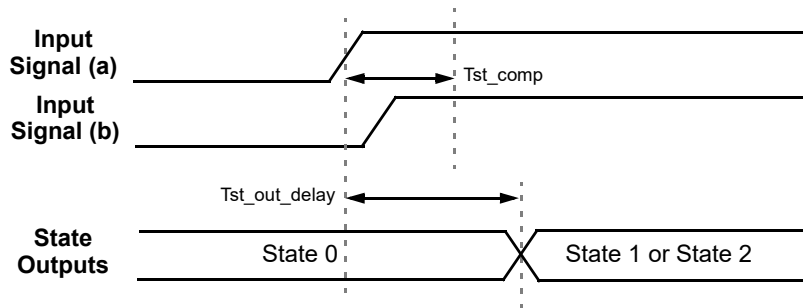 Input
Signal (a)
Tst_comp
Input
Signal (b)
Tst_out_delay
State
Outputs
State 0
State 1 or State 2